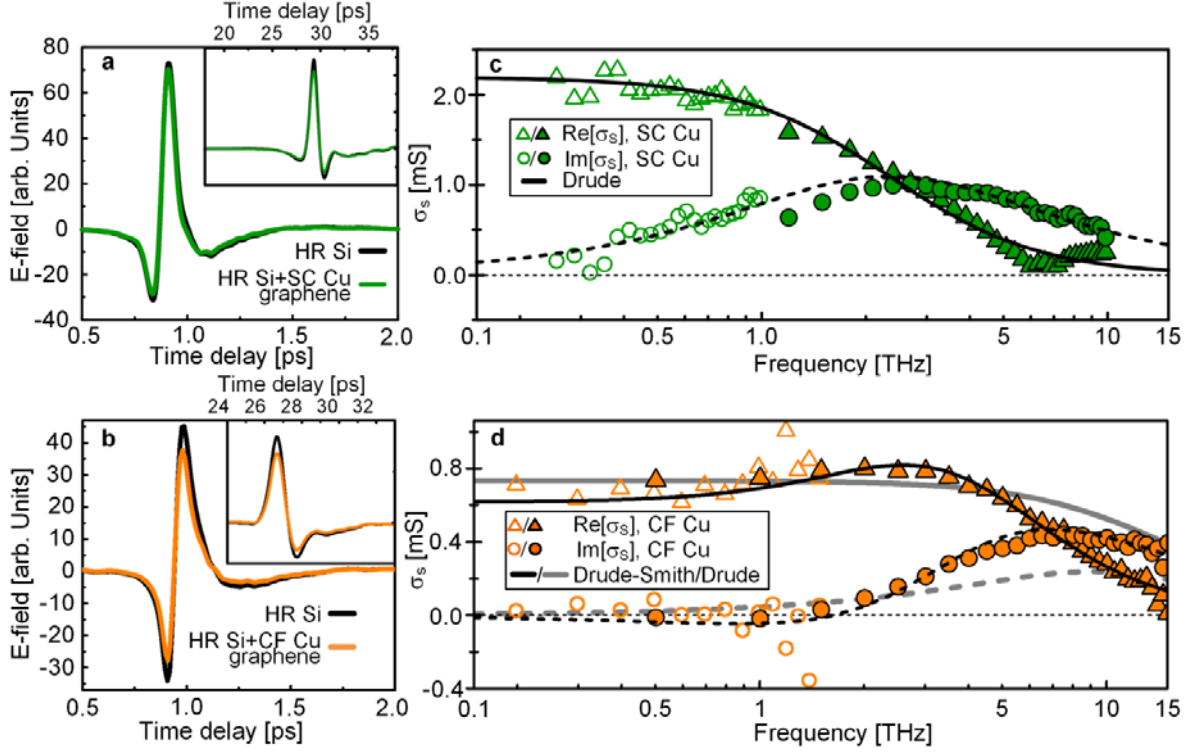 Time delay [ps]
20 25 30 35
80
60
40
20
0
-20
-40
E-field [arb. Units]
a
HR Si
HR Si+SC Cu
graphene
0.5 1.0 1.5 2.0
Time delay [ps]
c
2.0
1.0
0.0
σs [mS]
△/▲ Re[σs], SC Cu
○/● Im[σs], SC Cu
Drude
0.1 0.5 1.0 5 10 15
Frequency [THz]
Time delay [ps]
24 26 28 30 32
40
30
20
10
0
-10
-20
-30
E-field [arb. Units]
b
HR Si
HR Si+CF Cu
graphene
0.5 1.0 1.5 2.0
Time delay [ps]
d
0.8
0.4
0.0
-0.4
σs [mS]
△/▲ Re[σs], CF Cu
○/● Im[σs], CF Cu
/ Drude-Smith/Drude
0.1 0.5 1.0 5 10 15
Frequency [THz]